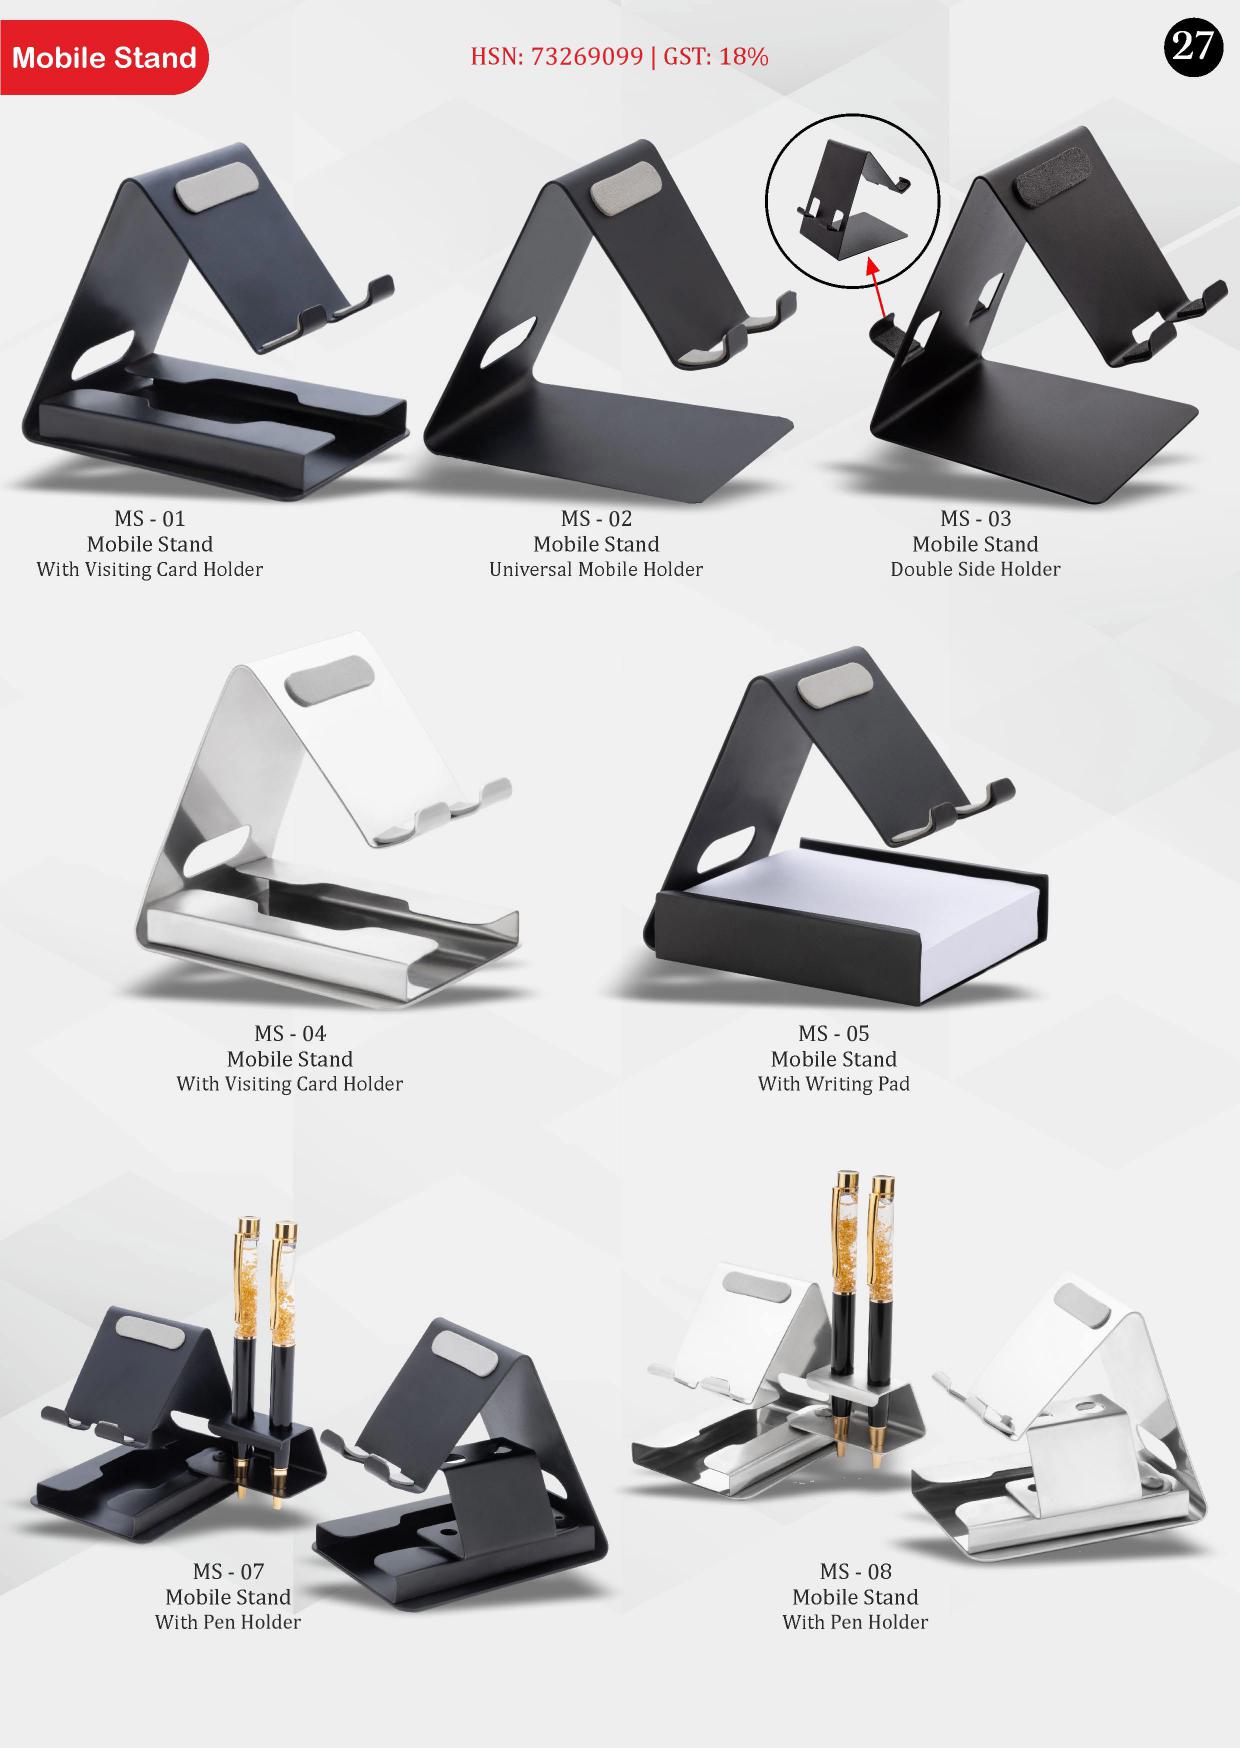 Mobile Stand
HSN: 73269099 | GST: 18%
27
MS - 01
Mobile Stand
With Visiting Card Holder
MS - 02
Mobile Stand
Universal Mobile Holder
MS - 03
Mobile Stand
Double Side Holder
MS - 04
Mobile Stand
With Visiting Card Holder
MS - 05
Mobile Stand
With Writing Pad
MS - 07
Mobile Stand
With Pen Holder
MS - 08
Mobile Stand
With Pen Holder